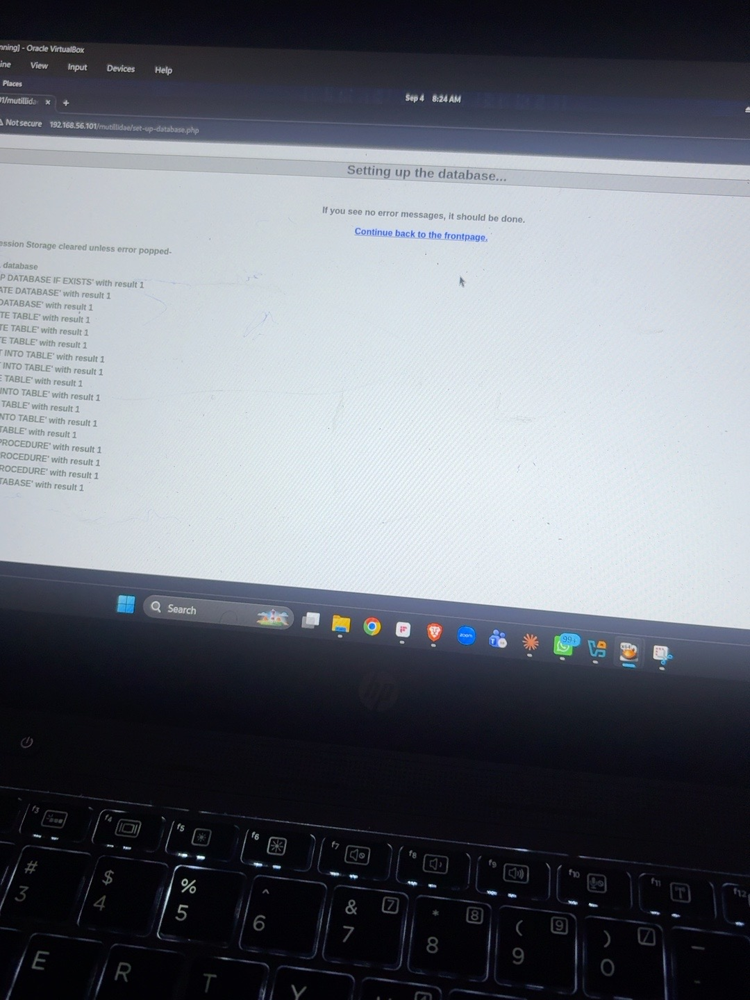 nning] - Oracle VirtualBox
ine View Input Devices Help
Places
Sep 4 8:24 AM
01/mutillida × +
Not secure 192.168.56.101/mutillidae/set-up-database.php
Setting up the database...
If you see no error messages, it should be done.
Continue back to the frontpage.
ession Storage cleared unless error popped-
database
P DATABASE IF EXISTS' with result 1
ATE DATABASE' with result 1
DATABASE' with result 1
TE TABLE' with result 1
TE TABLE' with result 1
E TABLE' with result 1
T INTO TABLE' with result 1
INTO TABLE' with result 1
E TABLE' with result 1
INTO TABLE' with result 1
TABLE' with result 1
NTO TABLE' with result 1
TABLE' with result 1
PROCEDURE' with result 1
ROCEDURE' with result 1
ROCEDURE' with result 1
TABASE' with result 1
Search
zoom
99+
x64
hp
f3 f4 f5 f6 f7 f8 f9 f10 f11 f12
# $ % ^ & 7 * 8 ( 9 ) /
3 4 5 6 7 8 9 0
E R T Y